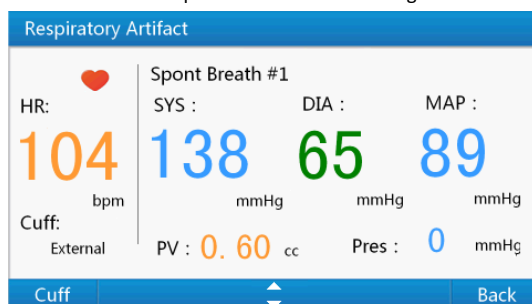 Respiratory Artifact
Spont Breath #1
HR:
SYS :
DIA :
MAP :
104
138
65
89
bpm
mmHg
mmHg
mmHg
Cuff:
External
PV : 0.60 cc
Pres : 0 mmHg
Cuff
Back